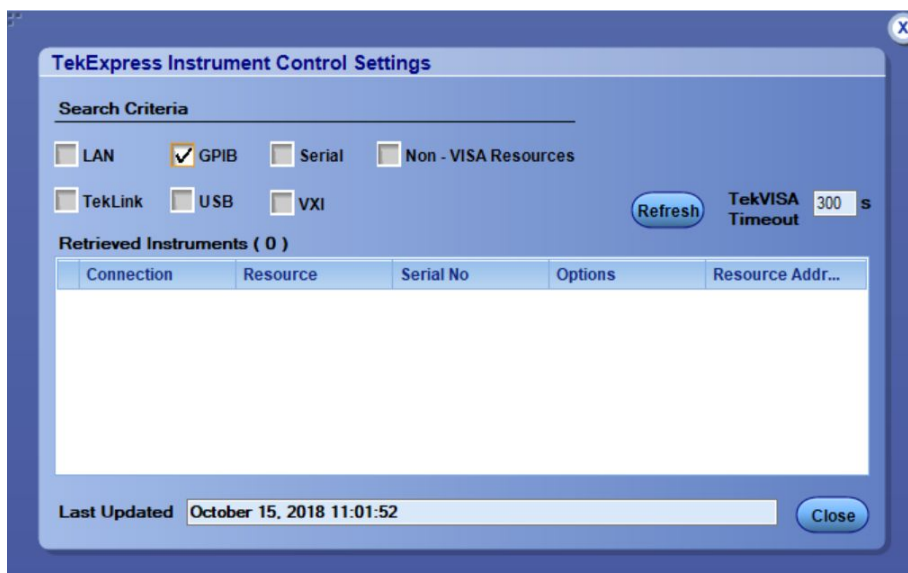 X
TekExpress Instrument Control Settings
Search Criteria
LAN GPIB Serial Non - VISA Resources
TekLink USB VXI
Refresh TekVISA Timeout 300 s
Retrieved Instruments ( 0 )
Connection Resource Serial No Options Resource Addr...
Last Updated October 15, 2018 11:01:52 Close